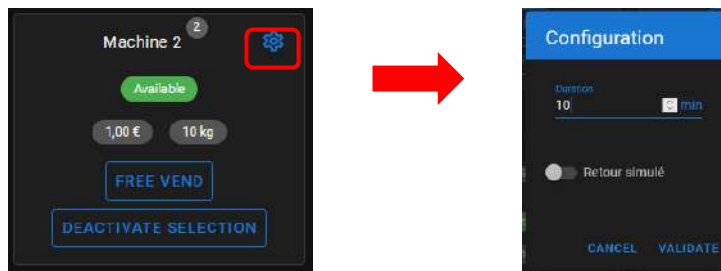 Machine 2
2
Available
1,00 € 10 kg
FREE VEND
DEACTIVATE SELECTION
Configuration
Duration
10 min
Retour simulé
CANCEL VALIDATE